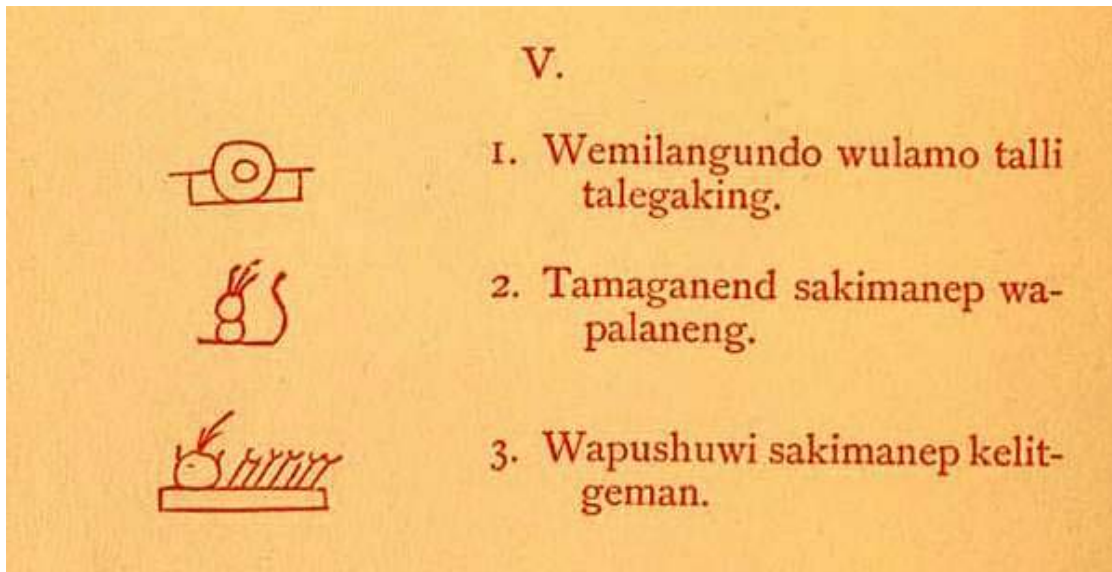 V.
1. Wemilangundo wulamo talli
talegaking.
2. Tamaganend sakimanep wa-
palaneng.
3. Wapushuwi sakimanep kelit-
geman.